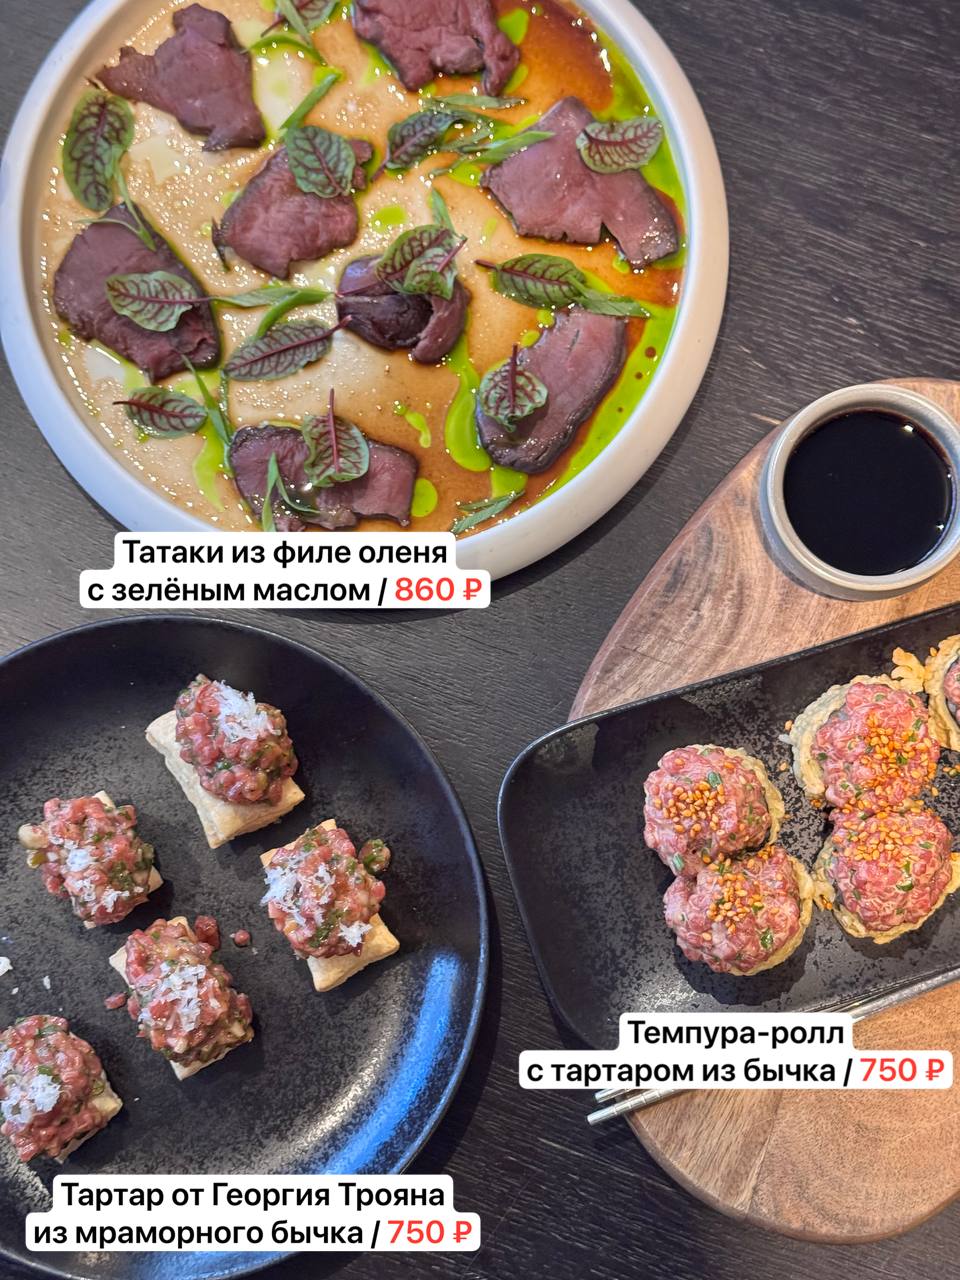 Татаки из филе оленя
с зелёным маслом / 860 ₽
Темпура-ролл
с тартаром из бычка / 750 ₽
Тартар от Георгия Трояна
из мраморного бычка / 750 ₽